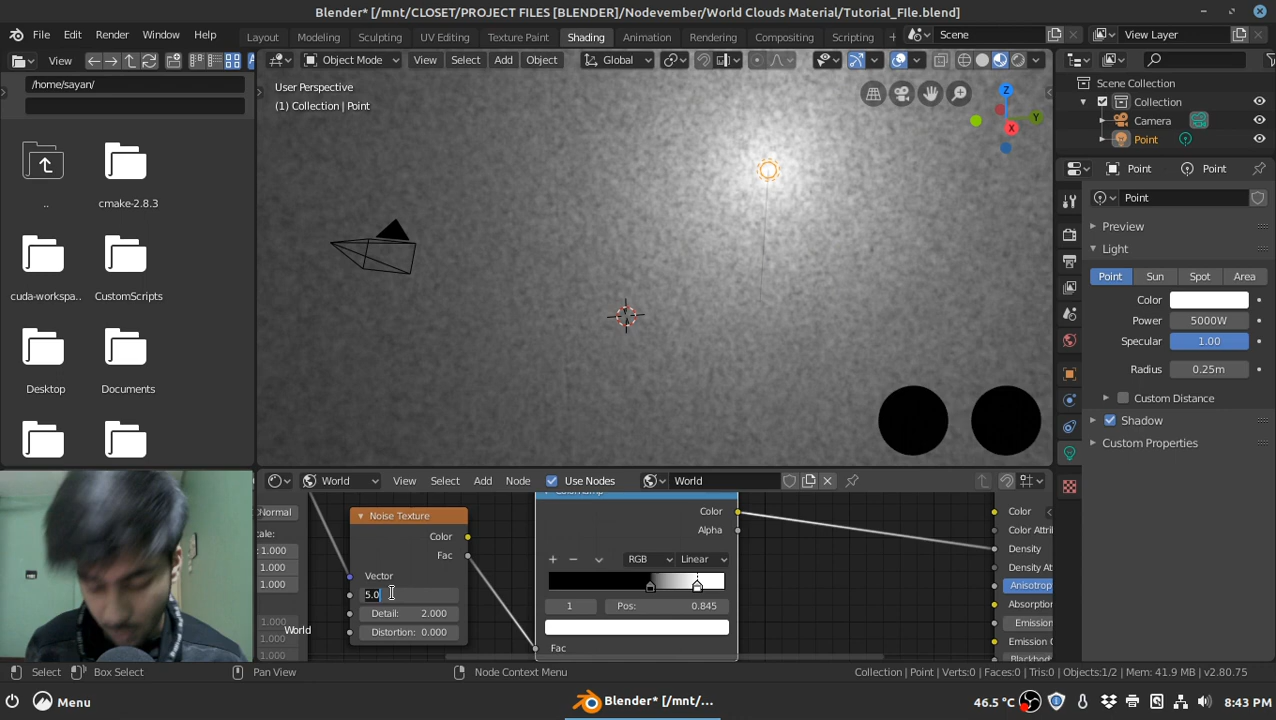 Blender* [/mnt/CLOSET/PROJECT FILES [BLENDER]/Nodevember/World Clouds Material/Tutorial_FIle.blend]
File Edit Render Window Help
Layout Modeling Sculpting UV Editing Texture Paint Shading Animation Rendering Compositing Scripting +
Scene
View Layer
View
Object Mode View Select Add Object Global
/home/sayan/
..
cmake-2.8.3
cuda-workspa..
CustomScripts
Desktop
Documents
User Perspective
(1) Collection | Point
Z
Y
X
Scene Collection
Collection
Camera
Point
Point
Point
Point
Preview
Light
Point Sun Spot Area
Color
Power 5000W
Specular 1.00
Radius 0.25m
Custom Distance
Shadow
Custom Properties
World View Select Add Node Use Nodes World
Normal
1.000
1.000
1.000
World
Noise Texture
Color
Fac
Vector
5.0
Detail: 2.000
Distortion: 0.000
Color
Alpha
+ − RGB Linear
1 Pos: 0.845
Fac
Color
Color Attri
Density
Density At
Anisotrop
Absorption
Emission
Emission C
Blackbod
Select Box Select Pan View Node Context Menu
Collection | Point | Verts:0 | Faces:0 | Tris:0 | Objects:1/2 | Mem: 41.9 MB | v2.80.75
Menu
Blender* [/mnt/...
46.5 °C
8:43 PM